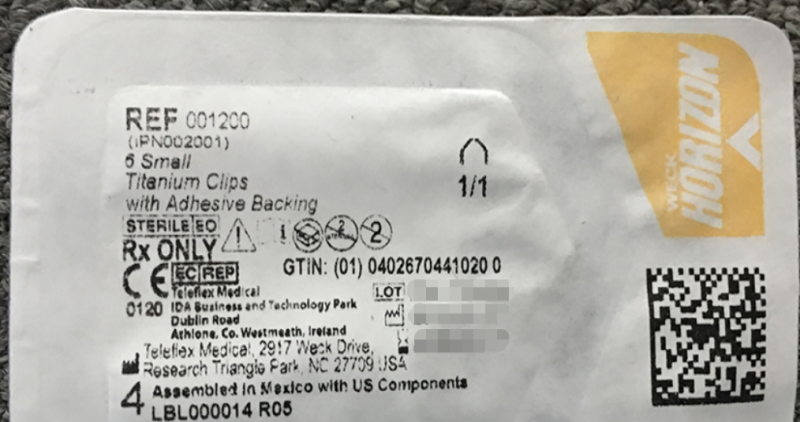 REF 001200
(IPN002001)
6 Small
Titanium Clips
with Adhesive Backing
1/1
WECK
HORIZON
STERILE EO
i
2
2
Rx ONLY
GTIN: (01) 04026704410200
CE
0120
EC REP
Teleflex Medical
IDA Business and Technology Park
Dublin Road
Athlone, Co. Westmeath, Ireland
LOT
Teleflex Medical, 2917 Weck Drive,
Research Triangle Park, NC 27709 USA
4 Assembled in Mexico with US Components
LBL000014 R05